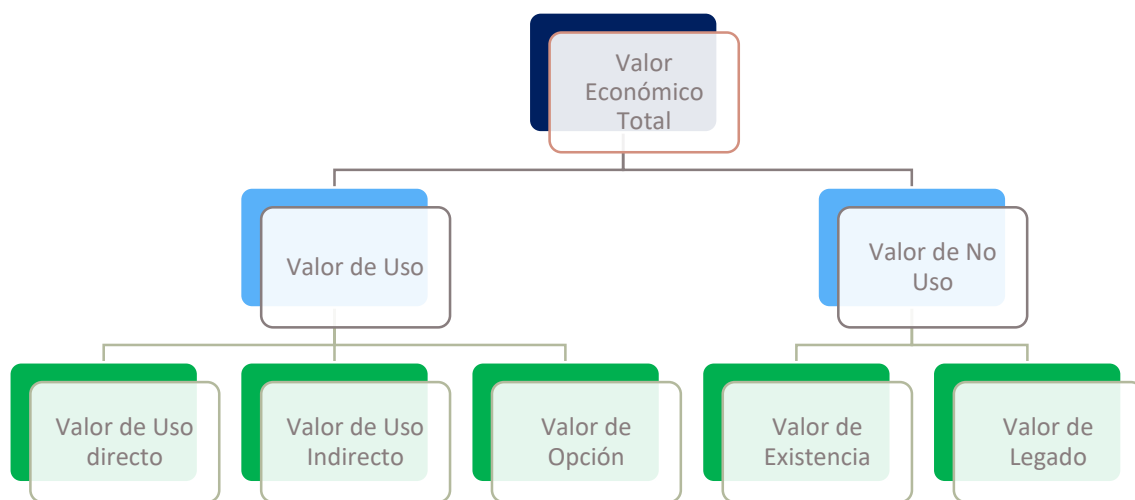 Valor
Económico
Total
Valor de Uso
Valor de No
Uso
Valor de Uso
directo
Valor de Uso
Indirecto
Valor de
Opción
Valor de
Existencia
Valor de
Legado